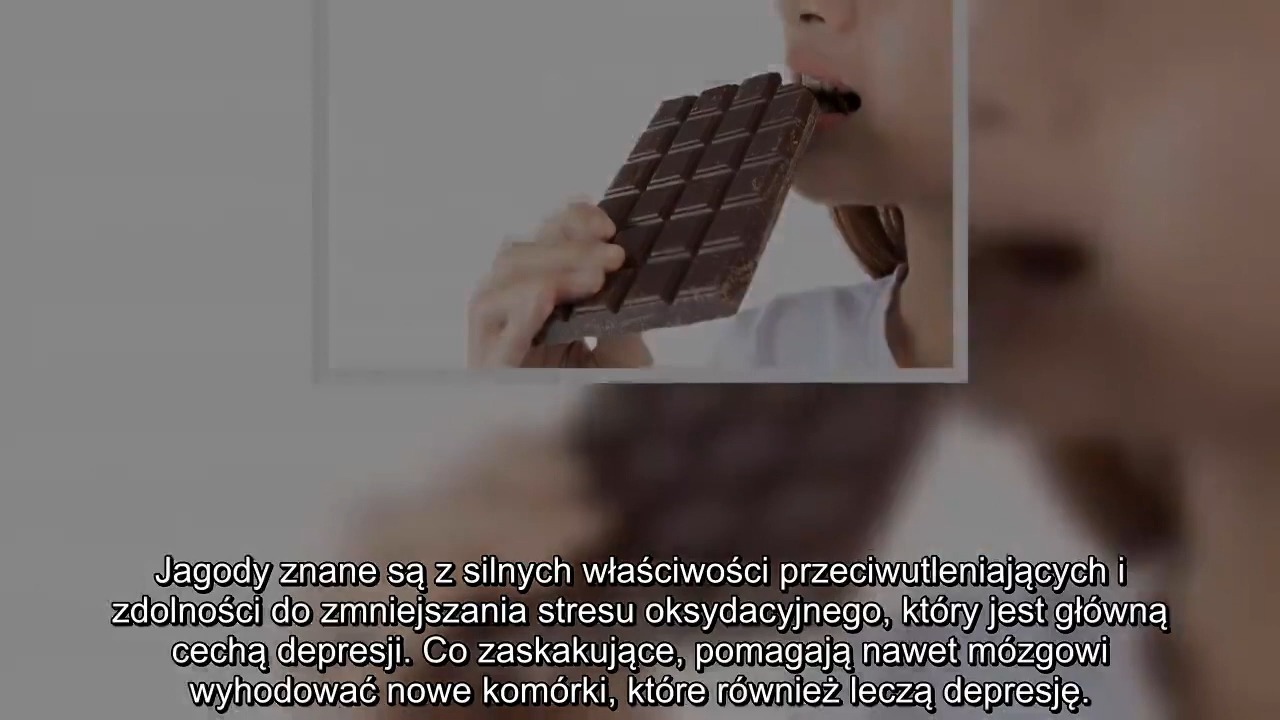 Jagody znane są z silnych właściwości przeciwutleniających i
zdolności do zmniejszania stresu oksydacyjnego, który jest główną
cechą depresji. Co zaskakujące, pomagają nawet mózgowi
wyhodować nowe komórki, które również leczą depresję.